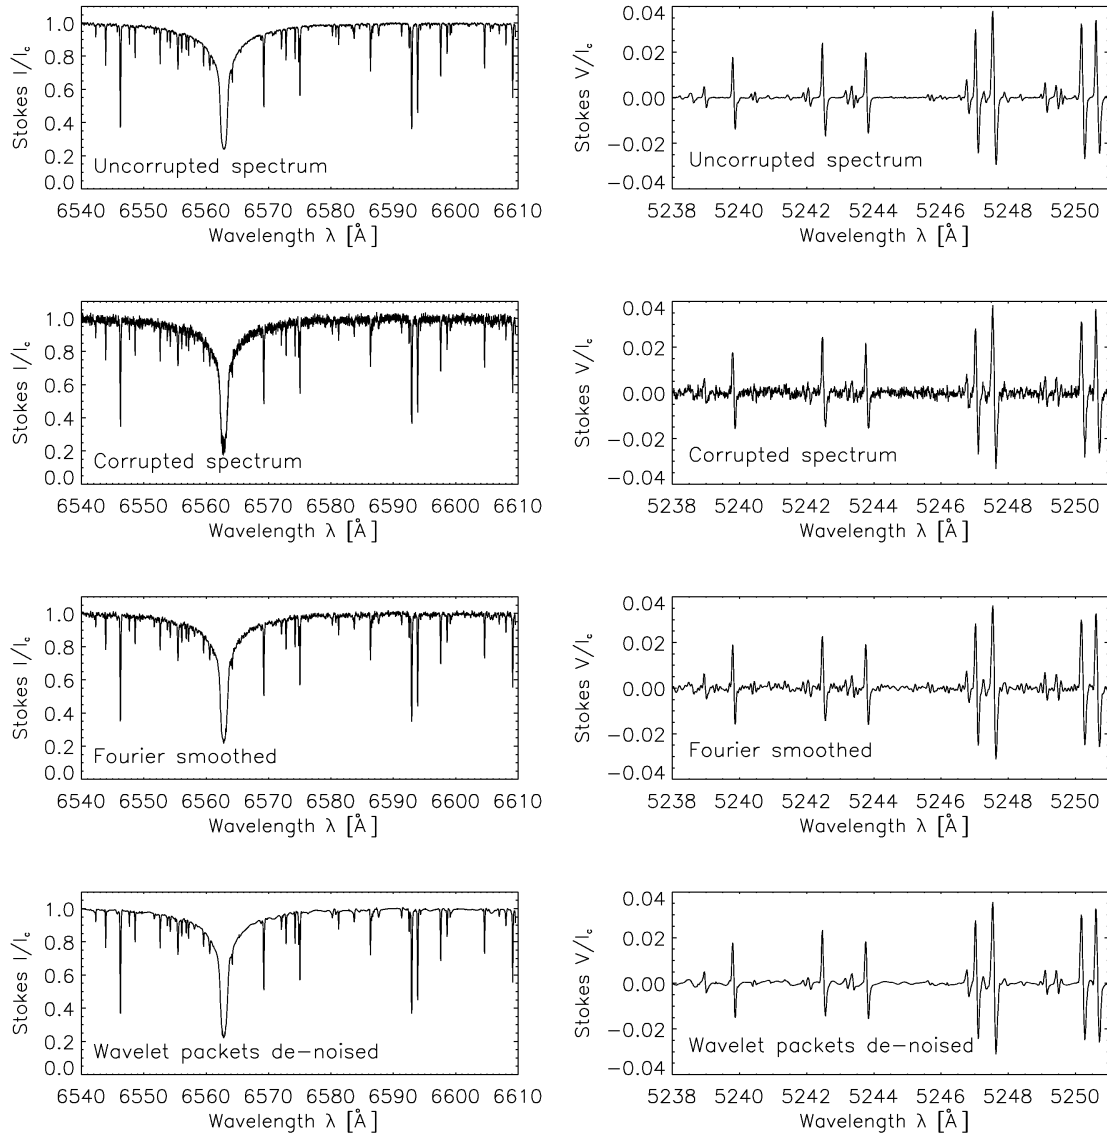 Stokes I/Ic
1.0
0.8
0.6
0.4
0.2
0.0
Uncorrupted spectrum
6540 6550 6560 6570 6580 6590 6600 6610
Wavelength λ [Å]
Stokes V/Ic
0.04
0.02
0.00
−0.02
−0.04
Uncorrupted spectrum
5238 5240 5242 5244 5246 5248 5250
Wavelength λ [Å]
Stokes I/Ic
1.0
0.8
0.6
0.4
0.2
0.0
Corrupted spectrum
6540 6550 6560 6570 6580 6590 6600 6610
Wavelength λ [Å]
Stokes V/Ic
0.04
0.02
0.00
−0.02
−0.04
Corrupted spectrum
5238 5240 5242 5244 5246 5248 5250
Wavelength λ [Å]
Stokes I/Ic
1.0
0.8
0.6
0.4
0.2
0.0
Fourier smoothed
6540 6550 6560 6570 6580 6590 6600 6610
Wavelength λ [Å]
Stokes V/Ic
0.04
0.02
0.00
−0.02
−0.04
Fourier smoothed
5238 5240 5242 5244 5246 5248 5250
Wavelength λ [Å]
Stokes I/Ic
1.0
0.8
0.6
0.4
0.2
0.0
Wavelet packets de−noised
6540 6550 6560 6570 6580 6590 6600 6610
Wavelength λ [Å]
Stokes V/Ic
0.04
0.02
0.00
−0.02
−0.04
Wavelet packets de−noised
5238 5240 5242 5244 5246 5248 5250
Wavelength λ [Å]